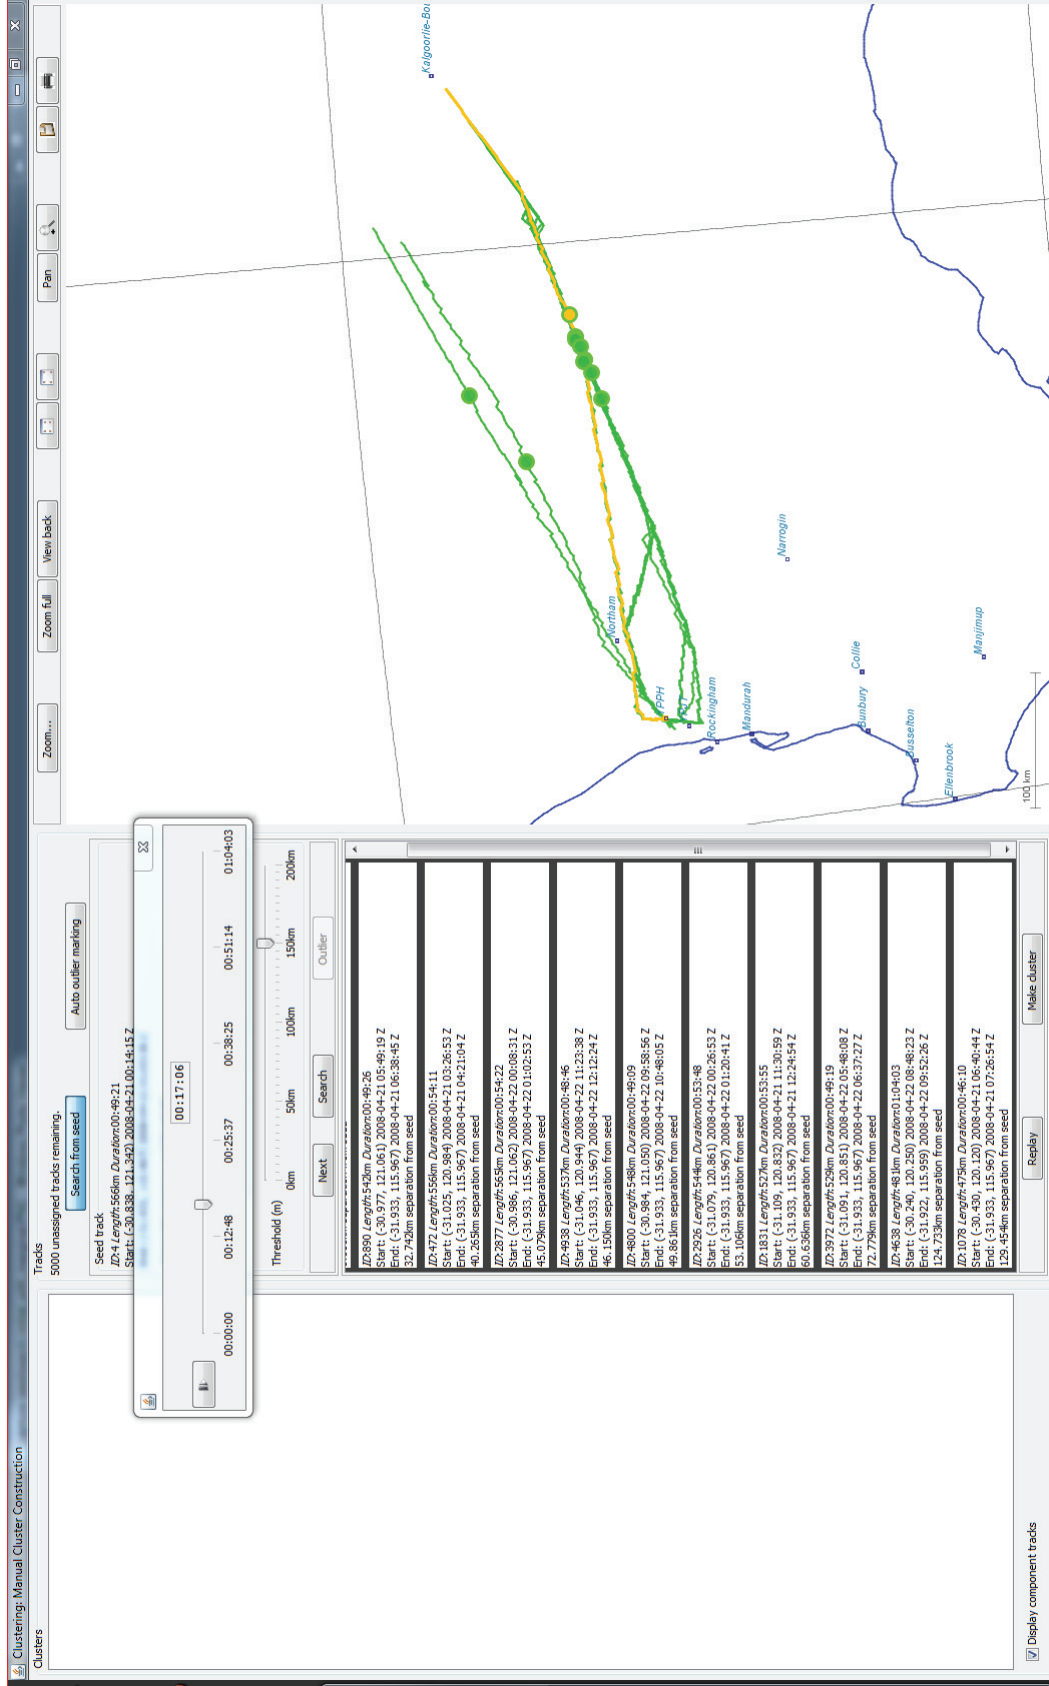 Clustering: Manual Cluster Construction
Clusters
Display component tracks
Tracks
5000 unassigned tracks remaining.
Search from seed
Auto outlier marking
Seed track
ID:4 Length:566km Duration:00:49:21
Start: (-30.838, 121.342) 2008-04-21 00:14:15 Z
00:17:06
00:00:00
00:12:48
00:25:37
00:38:25
00:51:14
01:04:03
Threshold (m)
0km
50km
100km
150km
200km
Next
Search
Outlier
ID:890 Length:542km Duration:00:49:26
Start: (-30.977, 121.061) 2008-04-21 05:49:19 Z
End: (-31.933, 115.967) 2008-04-21 06:38:45 Z
32.742km separation from seed
ID:472 Length:556km Duration:00:54:11
Start: (-31.025, 120.984) 2008-04-21 03:26:53 Z
End: (-31.933, 115.967) 2008-04-21 04:21:04 Z
40.265km separation from seed
ID:2877 Length:565km Duration:00:54:22
Start: (-30.986, 121.062) 2008-04-22 00:08:31 Z
End: (-31.933, 115.967) 2008-04-22 01:02:53 Z
45.079km separation from seed
ID:4938 Length:537km Duration:00:48:46
Start: (-31.046, 120.944) 2008-04-22 11:23:38 Z
End: (-31.933, 115.967) 2008-04-22 12:12:24 Z
46.150km separation from seed
ID:4800 Length:548km Duration:00:49:09
Start: (-30.984, 121.050) 2008-04-22 09:58:56 Z
End: (-31.933, 115.967) 2008-04-22 10:48:05 Z
49.861km separation from seed
ID:2926 Length:544km Duration:00:53:48
Start: (-31.079, 120.861) 2008-04-22 00:26:53 Z
End: (-31.933, 115.967) 2008-04-22 01:20:41 Z
53.106km separation from seed
ID:1831 Length:527km Duration:00:53:55
Start: (-31.109, 120.832) 2008-04-21 11:30:59 Z
End: (-31.933, 115.967) 2008-04-21 12:24:54 Z
60.636km separation from seed
ID:3972 Length:529km Duration:00:49:19
Start: (-31.091, 120.851) 2008-04-22 05:48:08 Z
End: (-31.933, 115.967) 2008-04-22 06:37:27 Z
72.779km separation from seed
ID:4638 Length:481km Duration:01:04:03
Start: (-30.240, 120.250) 2008-04-22 08:48:23 Z
End: (-31.922, 115.959) 2008-04-22 09:52:26 Z
124.733km separation from seed
ID:1078 Length:475km Duration:00:46:10
Start: (-30.430, 120.120) 2008-04-21 06:40:44 Z
End: (-31.933, 115.967) 2008-04-21 07:26:54 Z
129.454km separation from seed
Replay
Make cluster
Zoom...
Zoom full
View back
Pan
Kalgoorlie-Bou
Northam
YPPH
Rockingham
Mandurah
Narrogin
Collie
Bunbury
Busselton
Manjimup
Ellenbrook
100 km